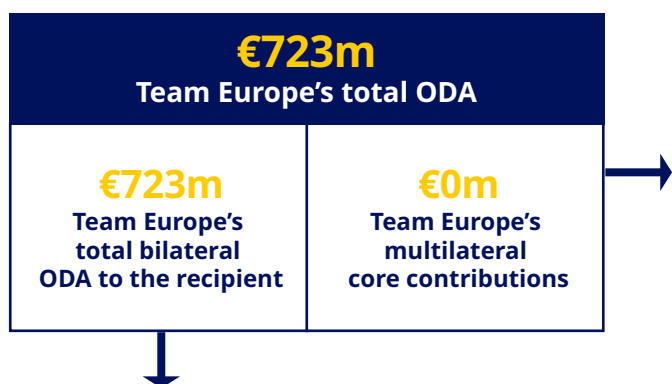 €723m
Team Europe’s total ODA
€723m
Team Europe’s
total bilateral
ODA to the recipient
€0m
Team Europe’s
multilateral
core contributions